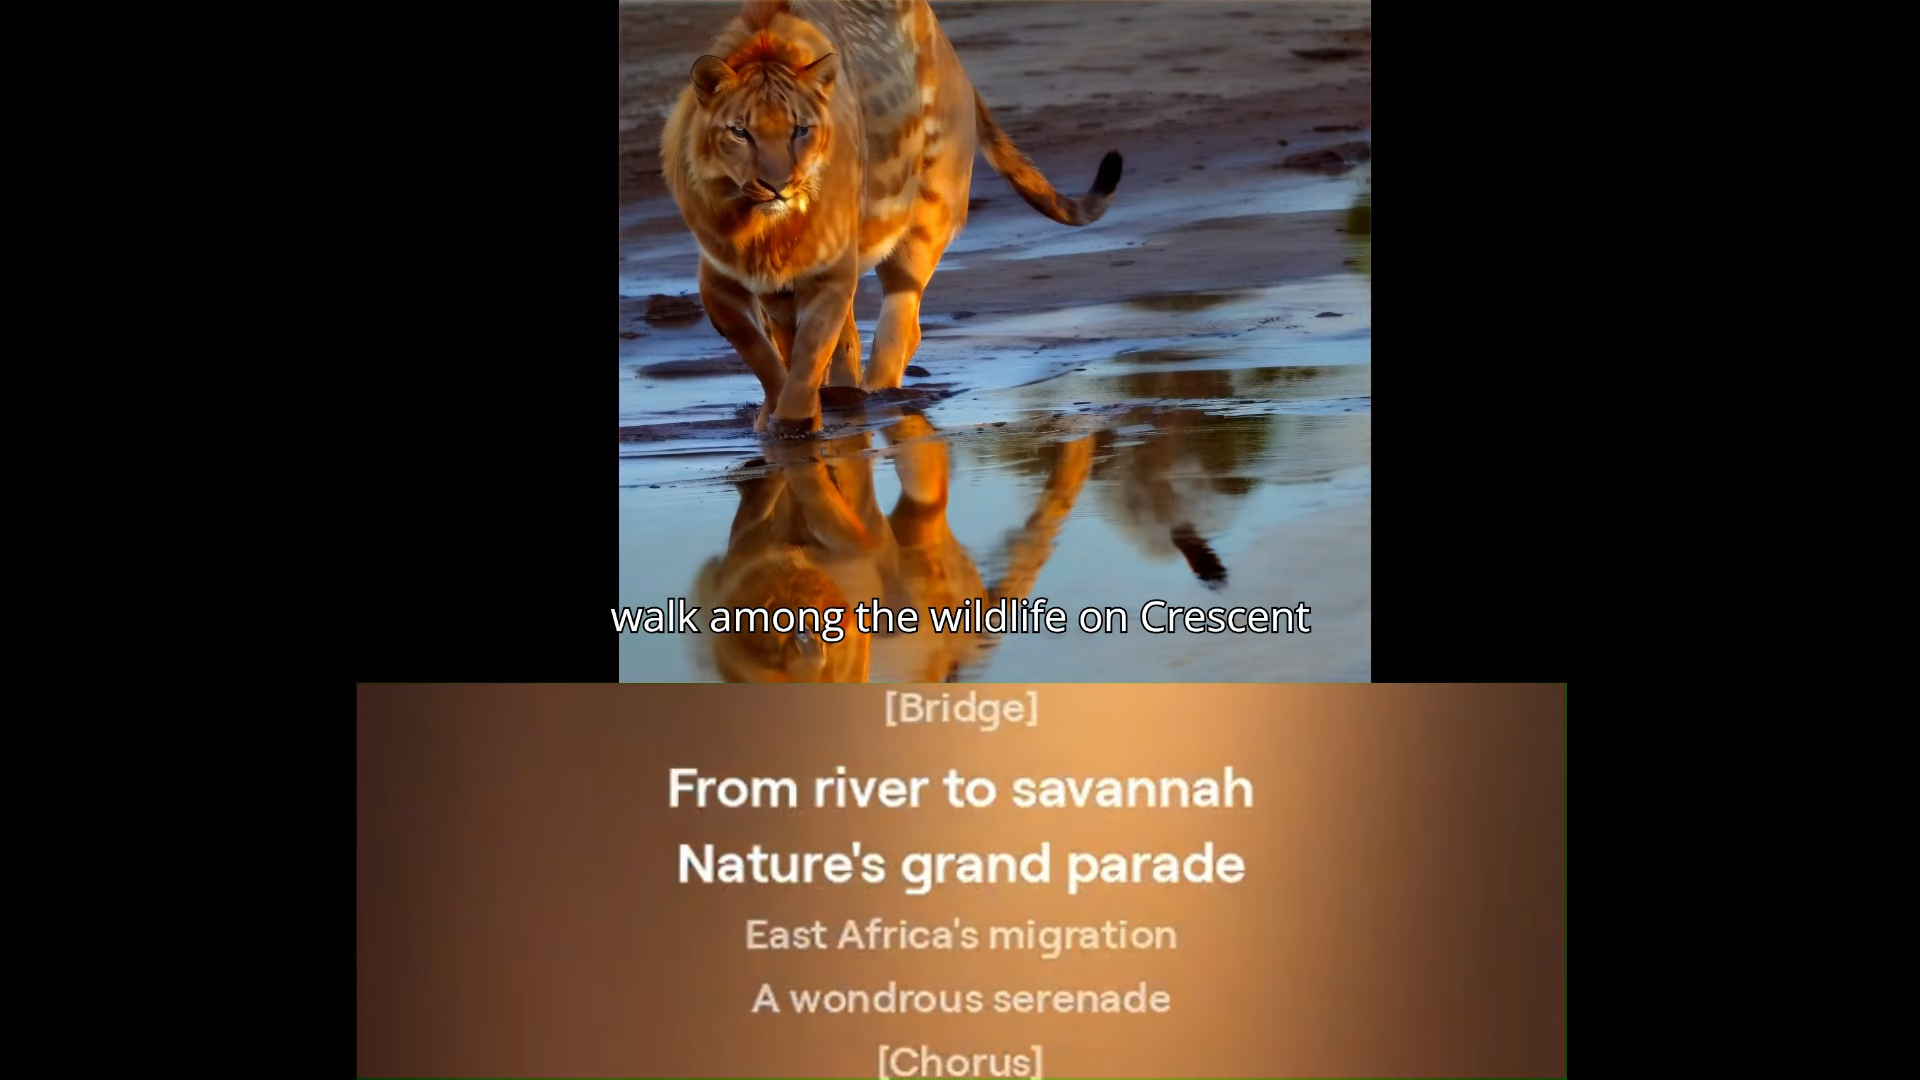 walk among the wildlife on Crescent
[Bridge]
From river to savannah
Nature's grand parade
East Africa's migration
A wondrous serenade
[Chorus]